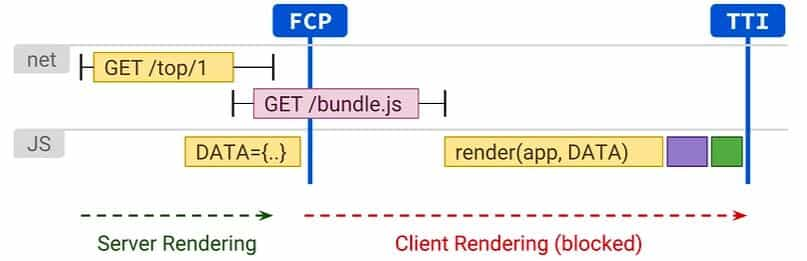 FCP
TTI
net
GET /top/1
GET /bundle.js
JS
DATA={..}
render(app, DATA)
Server Rendering
Client Rendering (blocked)